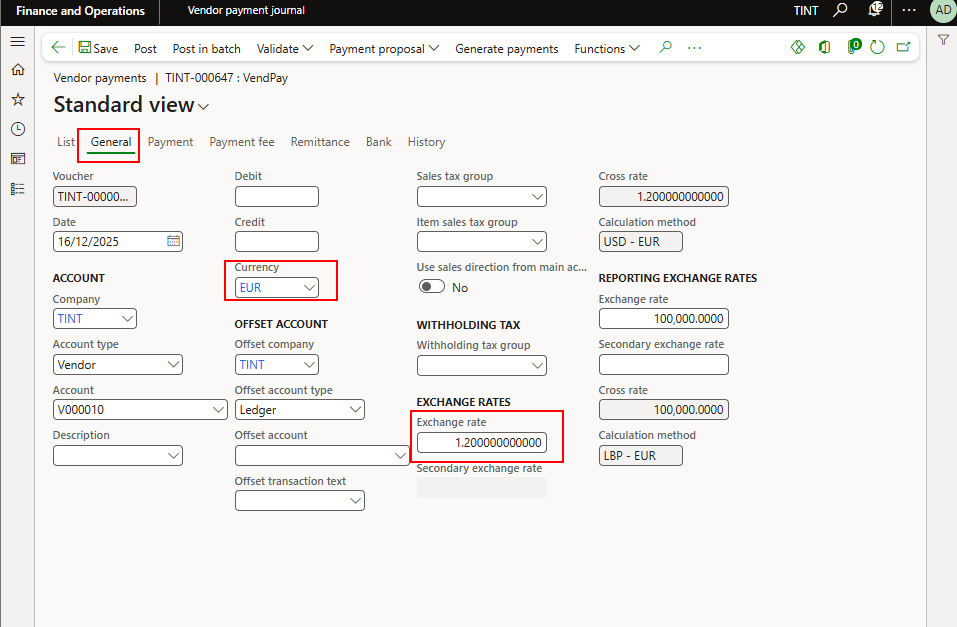 Finance and Operations
Vendor payment journal
TINT
12
AD
Save
Post
Post in batch
Validate
Payment proposal
Generate payments
Functions
0
Vendor payments | TINT-000647 : VendPay
Standard view
List
General
Payment
Payment fee
Remittance
Bank
History
Voucher
TINT-00000...
Date
16/12/2025
ACCOUNT
Company
TINT
Account type
Vendor
Account
V000010
Description
Debit
Credit
Currency
EUR
OFFSET ACCOUNT
Offset company
TINT
Offset account type
Ledger
Offset account
Offset transaction text
Sales tax group
Item sales tax group
Use sales direction from main ac...
No
WITHHOLDING TAX
Withholding tax group
EXCHANGE RATES
Exchange rate
1.200000000000
Secondary exchange rate
Cross rate
1.200000000000
Calculation method
USD - EUR
REPORTING EXCHANGE RATES
Exchange rate
100,000.0000
Secondary exchange rate
Cross rate
100,000.0000
Calculation method
LBP - EUR